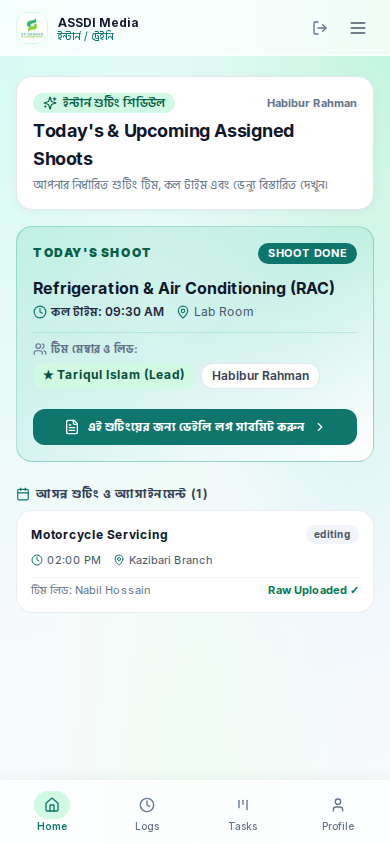 ASSDI Media
ইন্টার্ন / ট্রেইনি
ইন্টার্ন শুটিং শিডিউল
Habibur Rahman
Today's & Upcoming Assigned
Shoots
আপনার নির্ধারিত শুটিং টিম, কল টাইম এবং ভেন্যু বিস্তারিত দেখুন।
TODAY'S SHOOT
SHOOT DONE
Refrigeration & Air Conditioning (RAC)
কল টাইম: 09:30 AM
Lab Room
টিম মেম্বার ও লিড:
★ Tariqul Islam (Lead)
Habibur Rahman
এই শুটিংয়ের জন্য ডেইলি লগ সাবমিট করুন
আসন্ন শুটিং ও অ্যাসাইনমেন্ট (1)
Motorcycle Servicing
editing
02:00 PM
Kazibari Branch
টিম লিড: Nabil Hossain
Raw Uploaded ✓
Home
Logs
Tasks
Profile